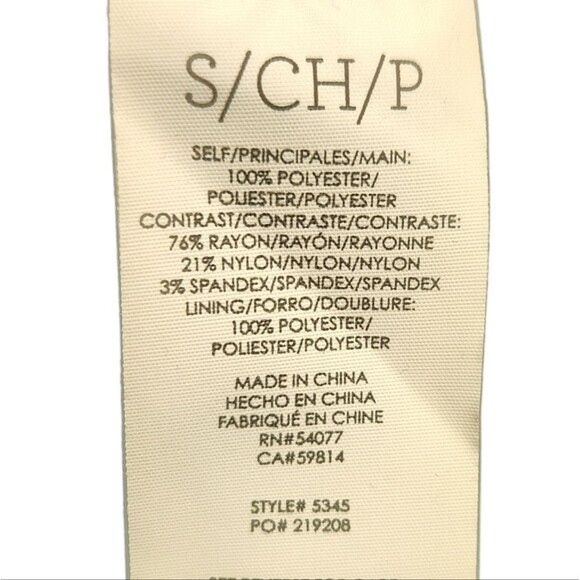 S/CH/P
SELF/PRINCIPALES/MAIN:
100% POLYESTER/
POLIESTER/POLYESTER
CONTRAST/CONTRASTE/CONTRASTE:
76% RAYON/RAYÓN/RAYONNE
21% NYLON/NYLON/NYLON
3% SPANDEX/SPANDEX/SPANDEX
LINING/FORRO/DOUBLURE:
100% POLYESTER/
POLIESTER/POLYESTER
MADE IN CHINA
HECHO EN CHINA
FABRIQUÉ EN CHINE
RN#54077
CA#59814
STYLE# 5345
PO# 219208